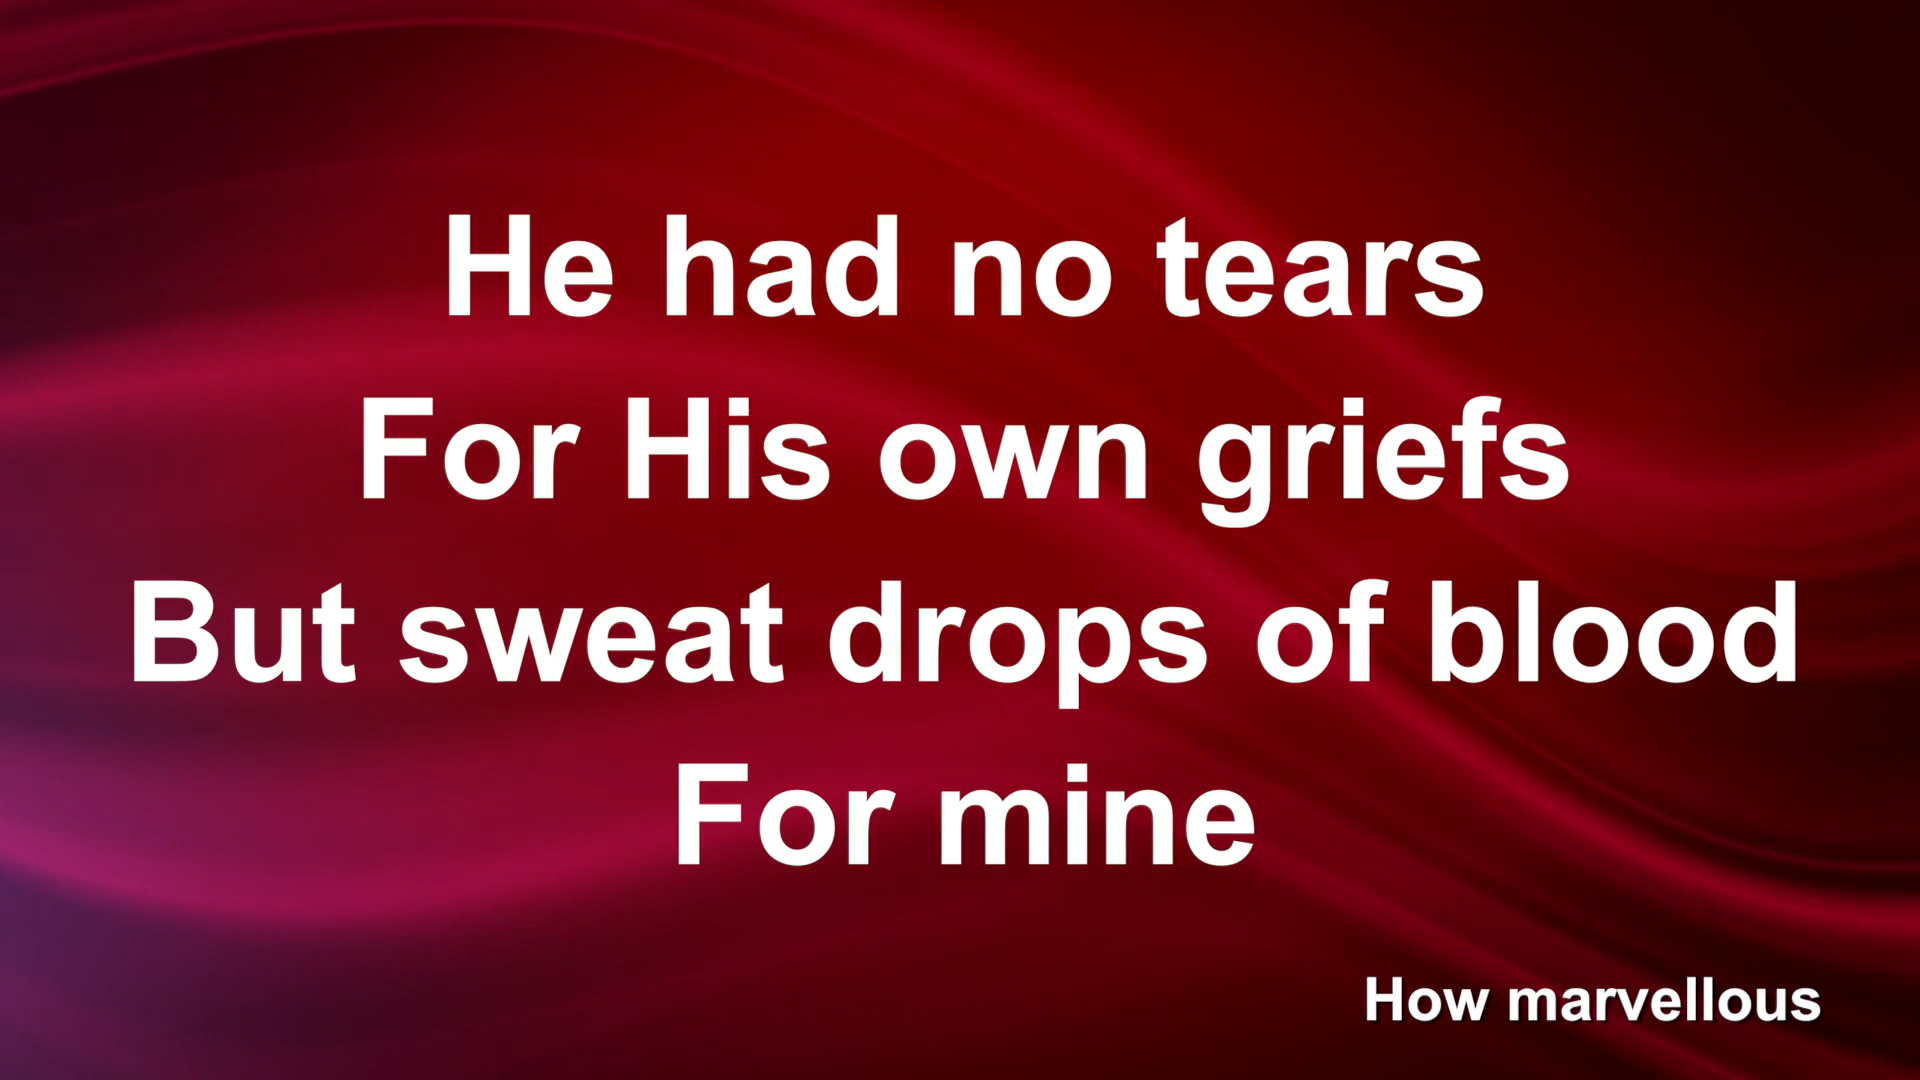 He had no tears
For His own griefs
But sweat drops of blood
For mine
How marvellous